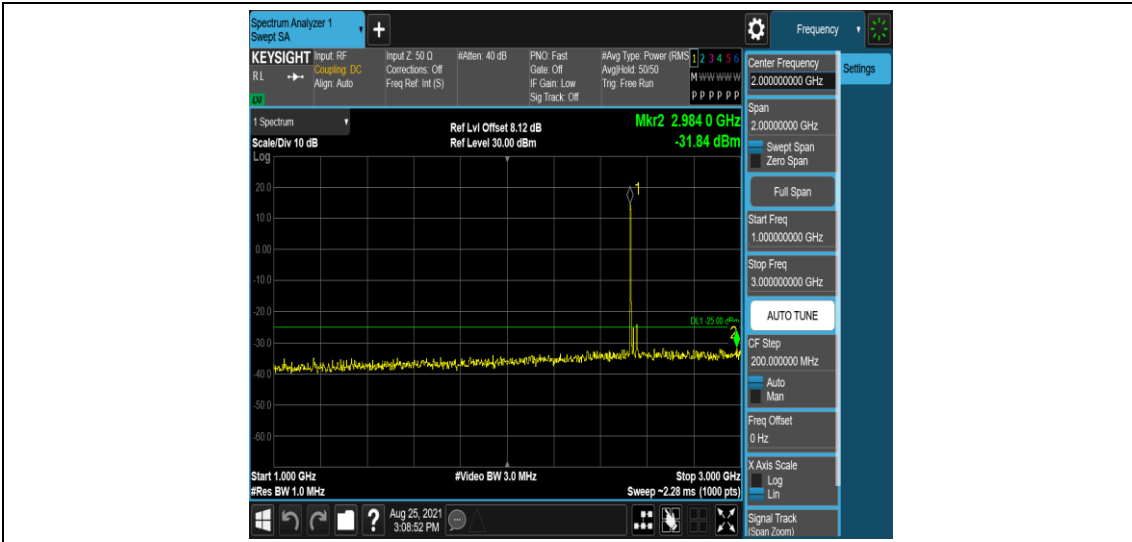 Spectrum Analyzer 1
Swept SA
+
Frequency
KEYSIGHT
RL
LXI
Input: RF
Coupling: DC
Align: Auto
Input Z: 50 Ω
Corrections: Off
Freq Ref: Int (S)
#Atten: 40 dB
PNO: Fast
Gate: Off
IF Gain: Low
Sig Track: Off
#Avg Type: Power (RMS
Avg|Hold: 50/50
Trig: Free Run
1 2 3 4 5 6
M W W W W W
P P P P P P
1 Spectrum
Scale/Div 10 dB
Ref Lvl Offset 8.12 dB
Ref Level 30.00 dBm
Mkr2 2.984 0 GHz
-31.84 dBm
Log
20.0
10.0
0.00
-10.0
-20.0
-30.0
-40.0
-50.0
-60.0
1
DL1 -25.00 dBm
2
Start 1.000 GHz
#Res BW 1.0 MHz
#Video BW 3.0 MHz
Stop 3.000 GHz
Sweep ~2.28 ms (1000 pts)
Center Frequency
2.000000000 GHz
Span
2.00000000 GHz
Swept Span
Zero Span
Full Span
Start Freq
1.000000000 GHz
Stop Freq
3.000000000 GHz
AUTO TUNE
CF Step
200.000000 MHz
Auto
Man
Freq Offset
0 Hz
X Axis Scale
Log
Lin
Signal Track
(Span Zoom)
Settings
?
Aug 25, 2021
3:08:52 PM